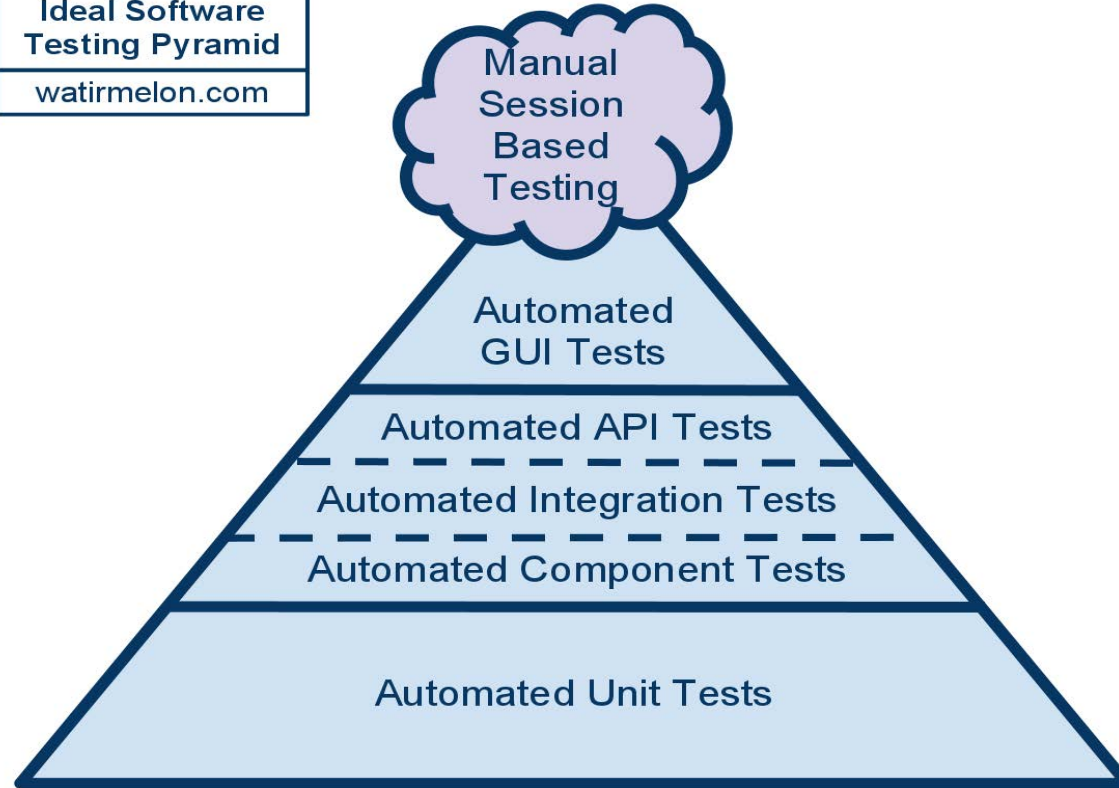 Ideal Software
Testing Pyramid
watirmelon.com
Manual
Session
Based
Testing
Automated
GUI Tests
Automated API Tests
Automated Integration Tests
Automated Component Tests
Automated Unit Tests